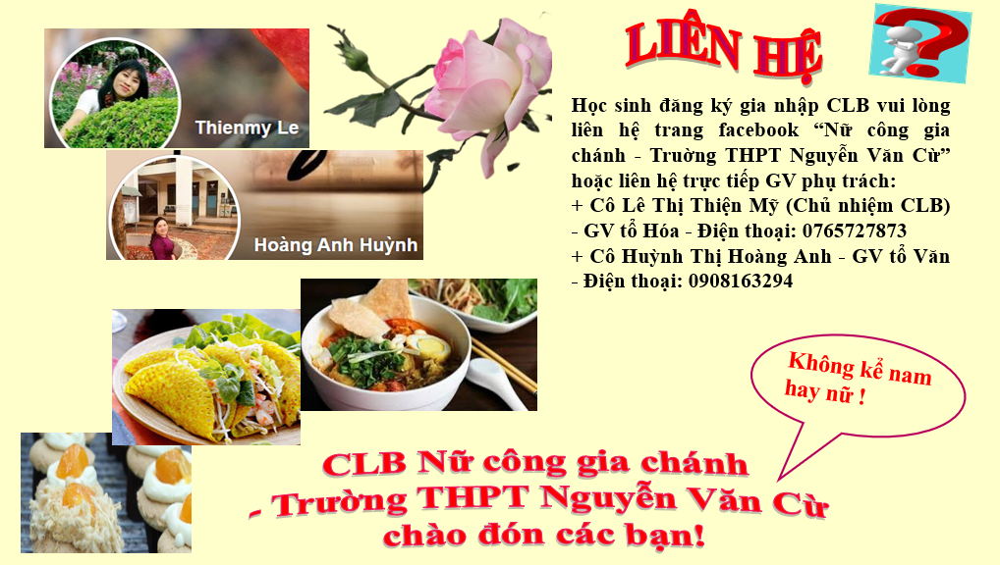 Thienmy Le
Hoàng Anh Huỳnh
LIÊN HỆ
Học sinh đăng ký gia nhập CLB vui lòng
liên hệ trang facebook “Nữ công gia
chánh - Truờng THPT Nguyễn Văn Cừ”
hoặc liên hệ trực tiếp GV phụ trách:
+ Cô Lê Thị Thiện Mỹ (Chủ nhiệm CLB)
- GV tổ Hóa - Điện thoại: 0765727873
+ Cô Huỳnh Thị Hoàng Anh - GV tổ Văn
- Điện thoại: 0908163294
Không kể nam
hay nữ !
CLB Nữ công gia chánh
- Trường THPT Nguyễn Văn Cừ
chào đón các bạn!